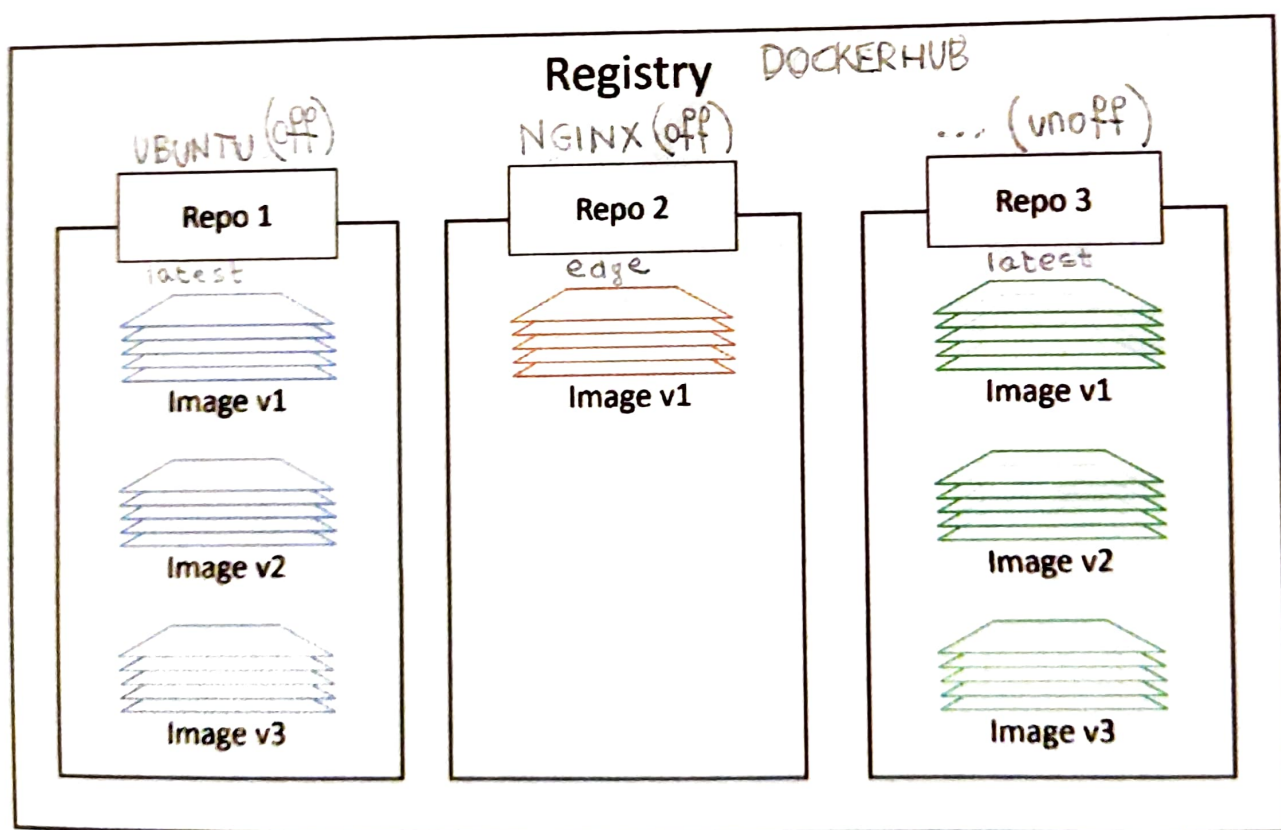 Registry DOCKERHUB
UBUNTU (off) NGINX (off) ... (unoff)
Repo 1 Repo 2 Repo 3
latest edge latest
Image v1 Image v1 Image v1
Image v2 Image v2
Image v3 Image v3